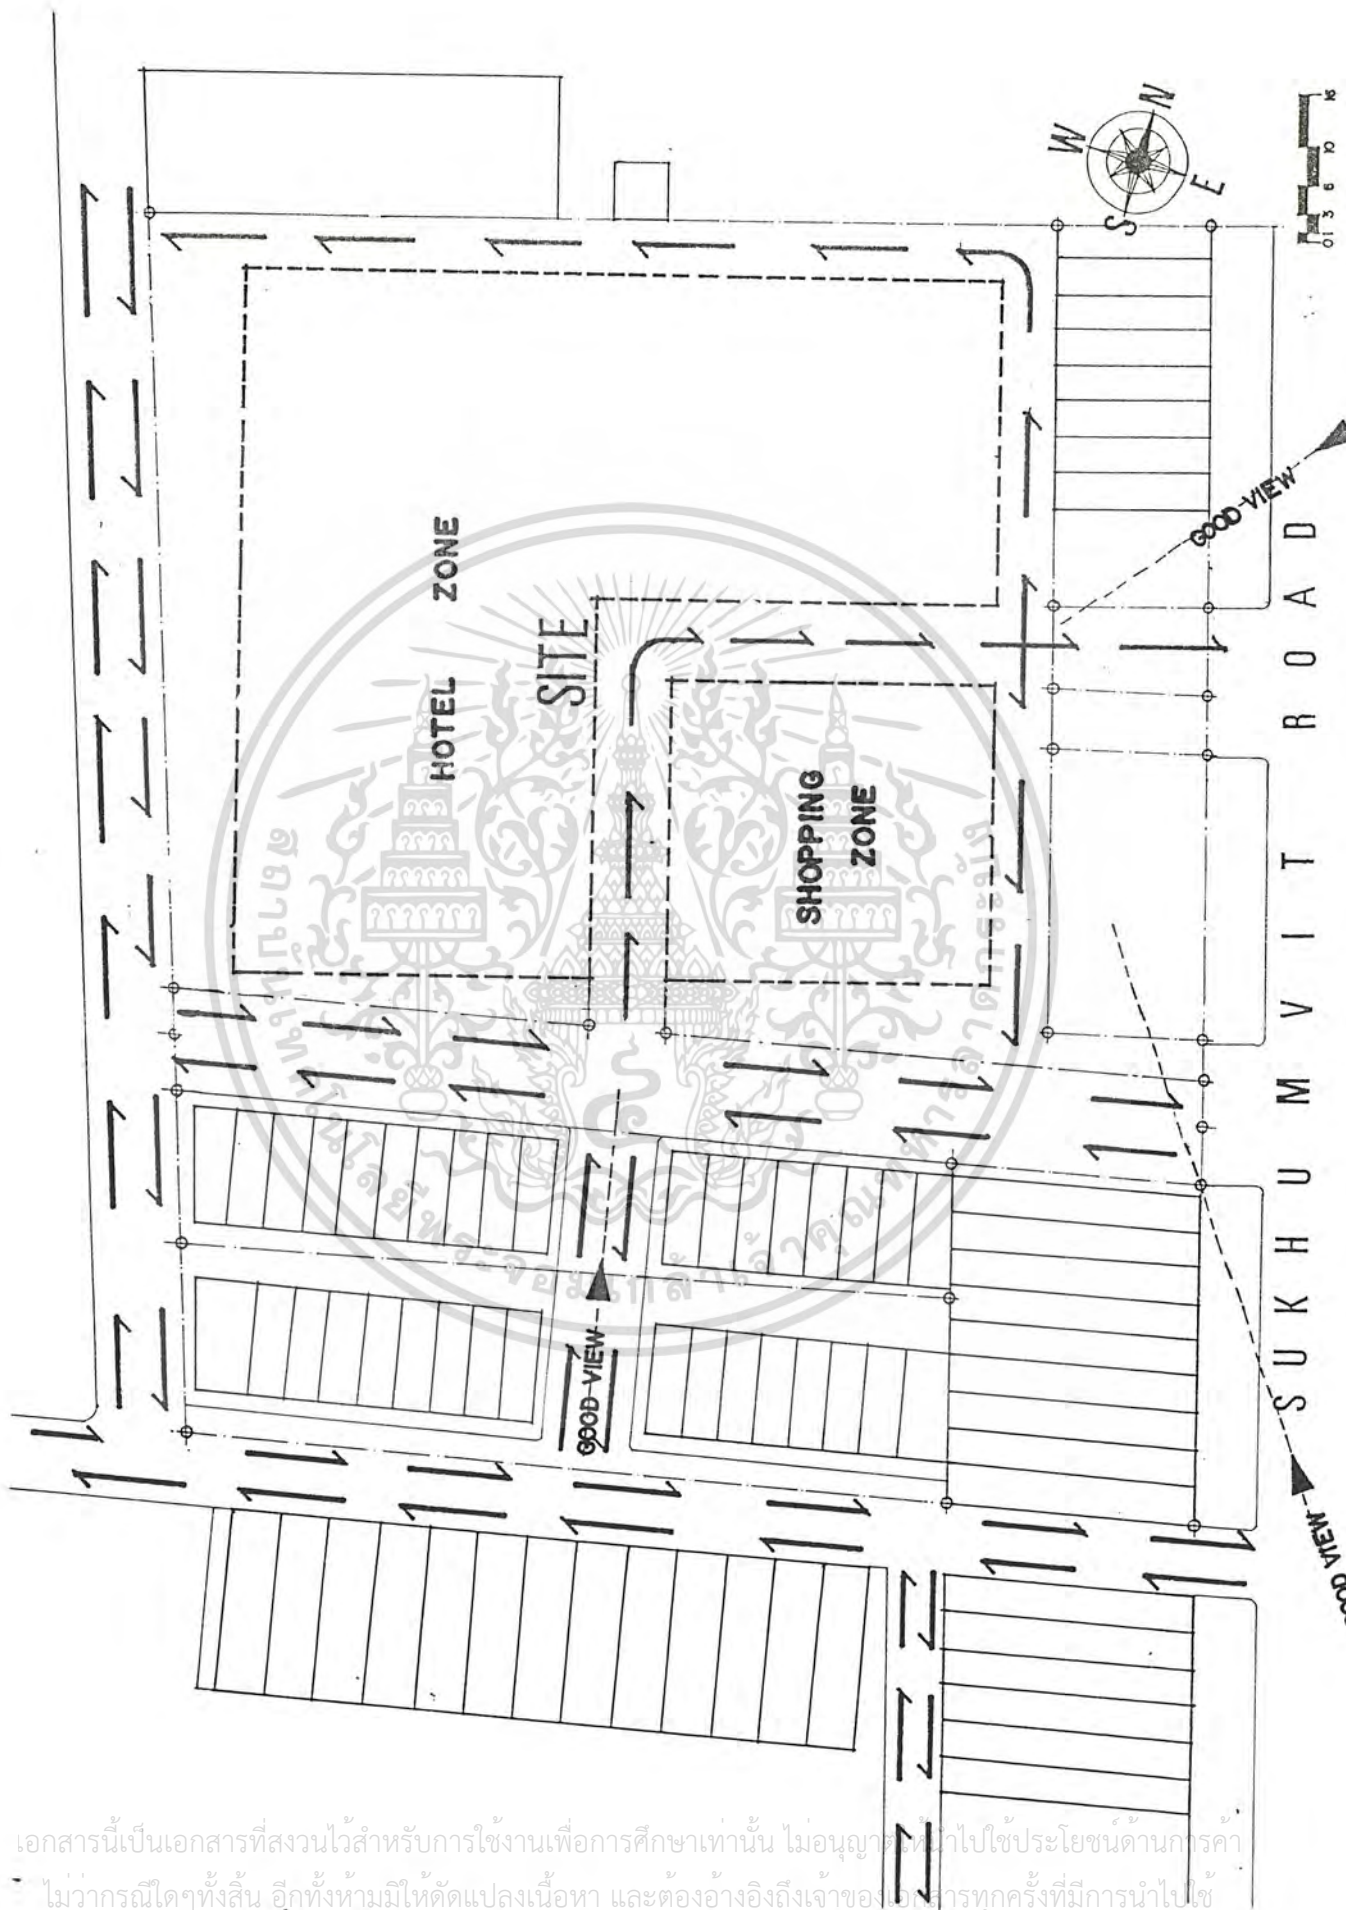 W
N
S
E
0 1 3 6 10 16
HOTEL ZONE
SITE
SHOPPING
ZONE
GOOD VIEW
GOOD VIEW
SUKHUMVIT ROAD
VIEW
เอกสารนี้เป็นเอกสารที่สงวนไว้สำหรับการใช้งานเพื่อการศึกษาเท่านั้น ไม่อนุญาตให้นำไปใช้ประโยชน์ด้านการค้า
ไม่ว่ากรณีใดๆทั้งสิ้น อีกทั้งห้ามมิให้ดัดแปลงเนื้อหา และต้องอ้างอิงถึงเจ้าของเอกสารทุกครั้งที่มีการนำไปใช้